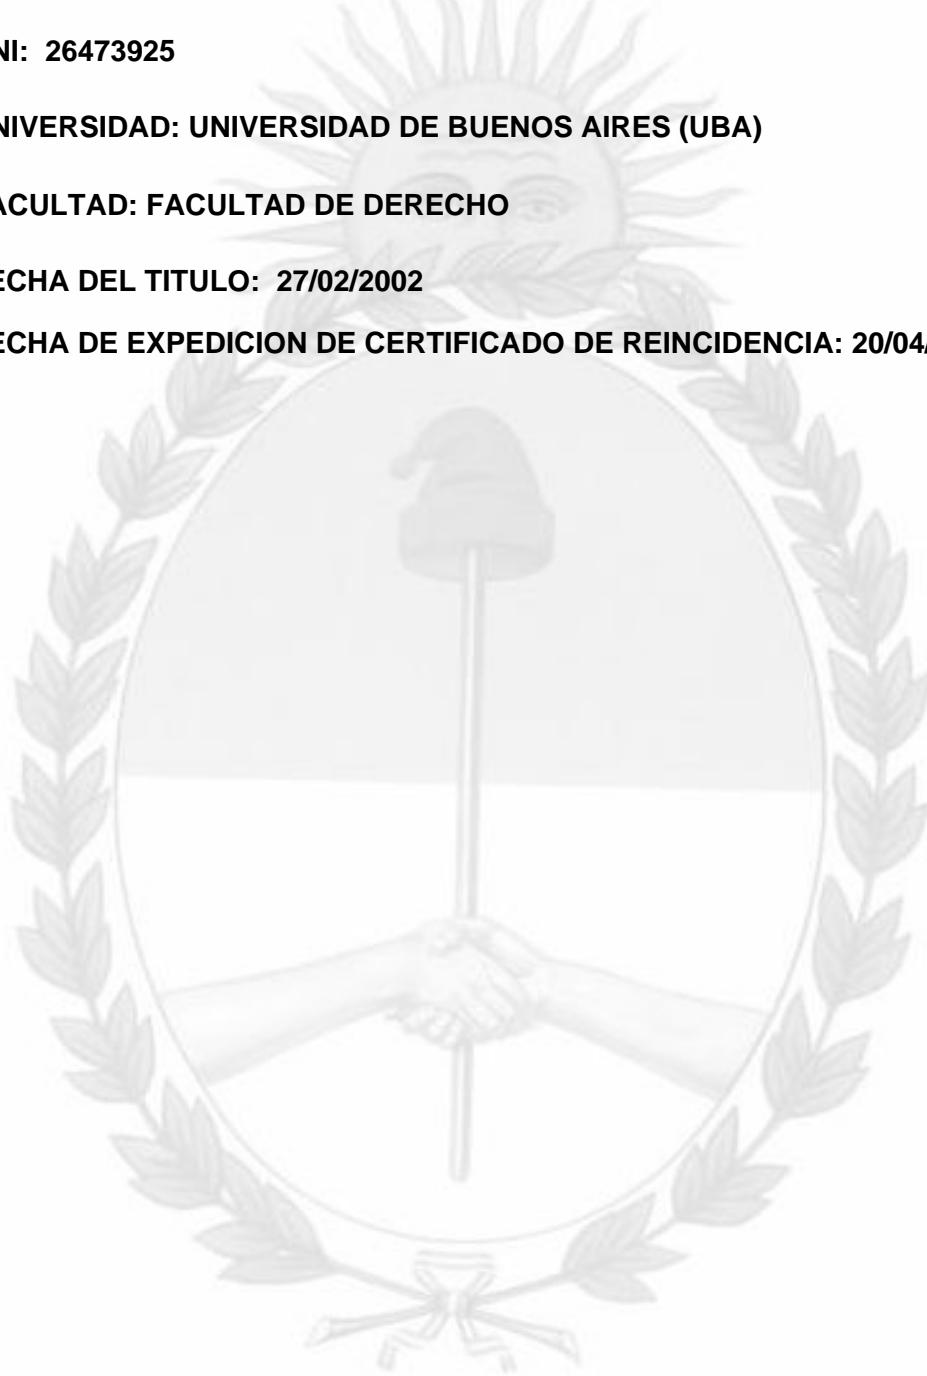 NI: 26473925
NIVERSIDAD: UNIVERSIDAD DE BUENOS AIRES (UBA)
ACULTAD: FACULTAD DE DERECHO
ECHA DEL TITULO: 27/02/2002
ECHA DE EXPEDICION DE CERTIFICADO DE REINCIDENCIA: 20/04/